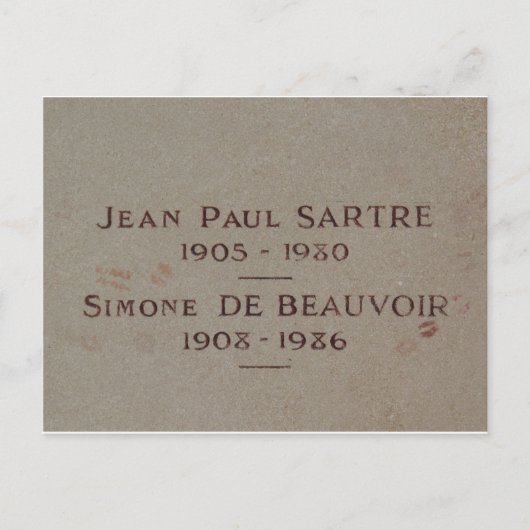 Jean Paul SARTRE
1905 - 1980
Simone DE BEAUVOIR
1908 - 1986